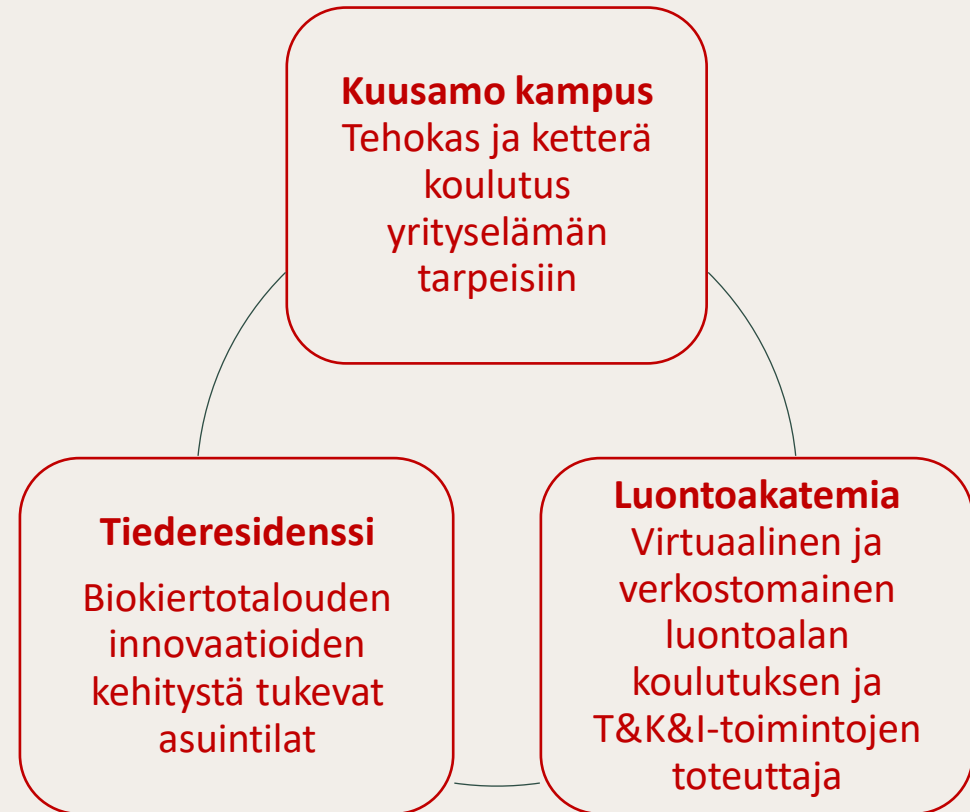 Kuusamo kampus
Tehokas ja ketterä
koulutus
yrityselämän
tarpeisiin
Tiederesidenssi
Biokiertotalouden
innovaatioiden
kehitystä tukevat
asuintilat
Luontoakatemia
Virtuaalinen ja
verkostomainen
luontoalan
koulutuksen ja
T&K&I-toimintojen
toteuttaja